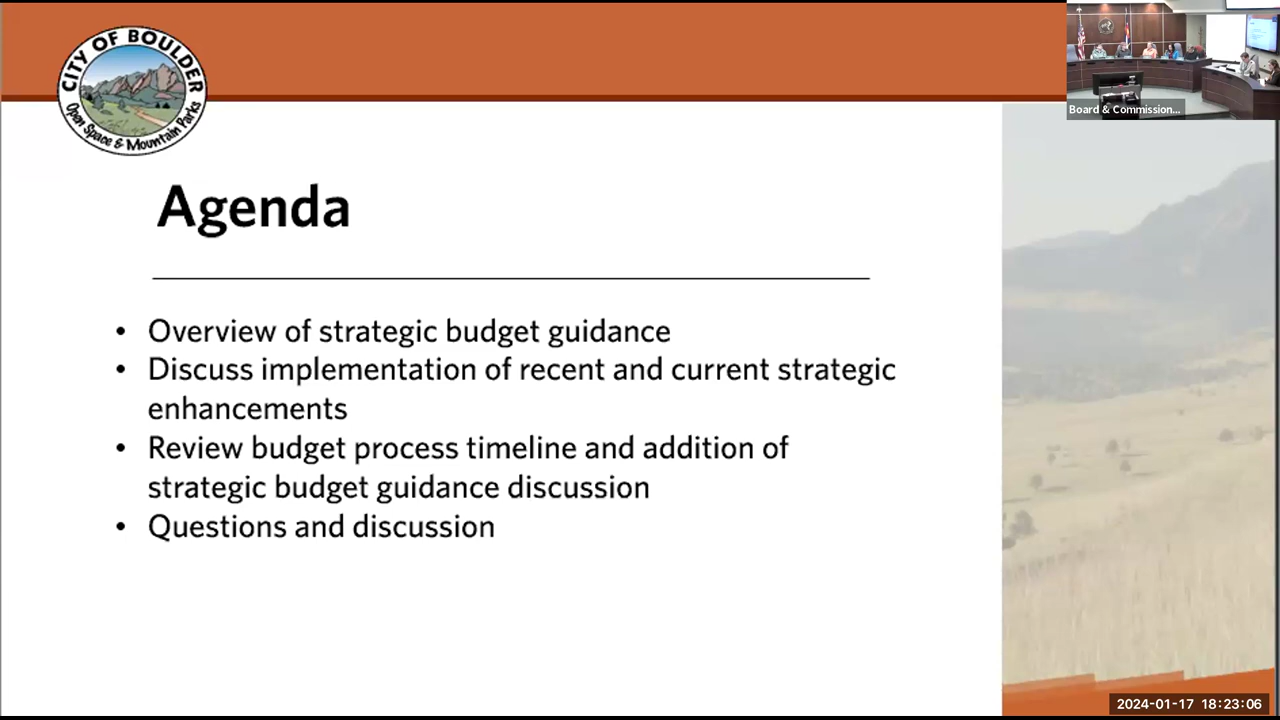 CITY OF BOULDER
Open Space & Mountain Parks
Board & Commission...
Agenda
• Overview of strategic budget guidance
• Discuss implementation of recent and current strategic
enhancements
• Review budget process timeline and addition of
strategic budget guidance discussion
• Questions and discussion
2024-01-17 18:23:06